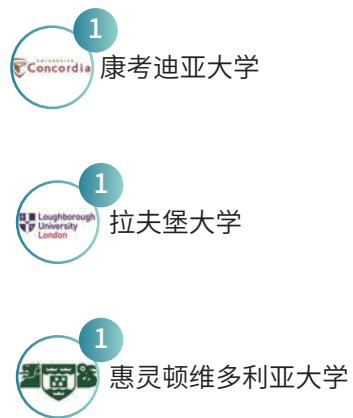 1
UNIVERSITÉ
Concordia
康考迪亚大学
1
Loughborough
University
London
拉夫堡大学
1
惠灵顿维多利亚大学